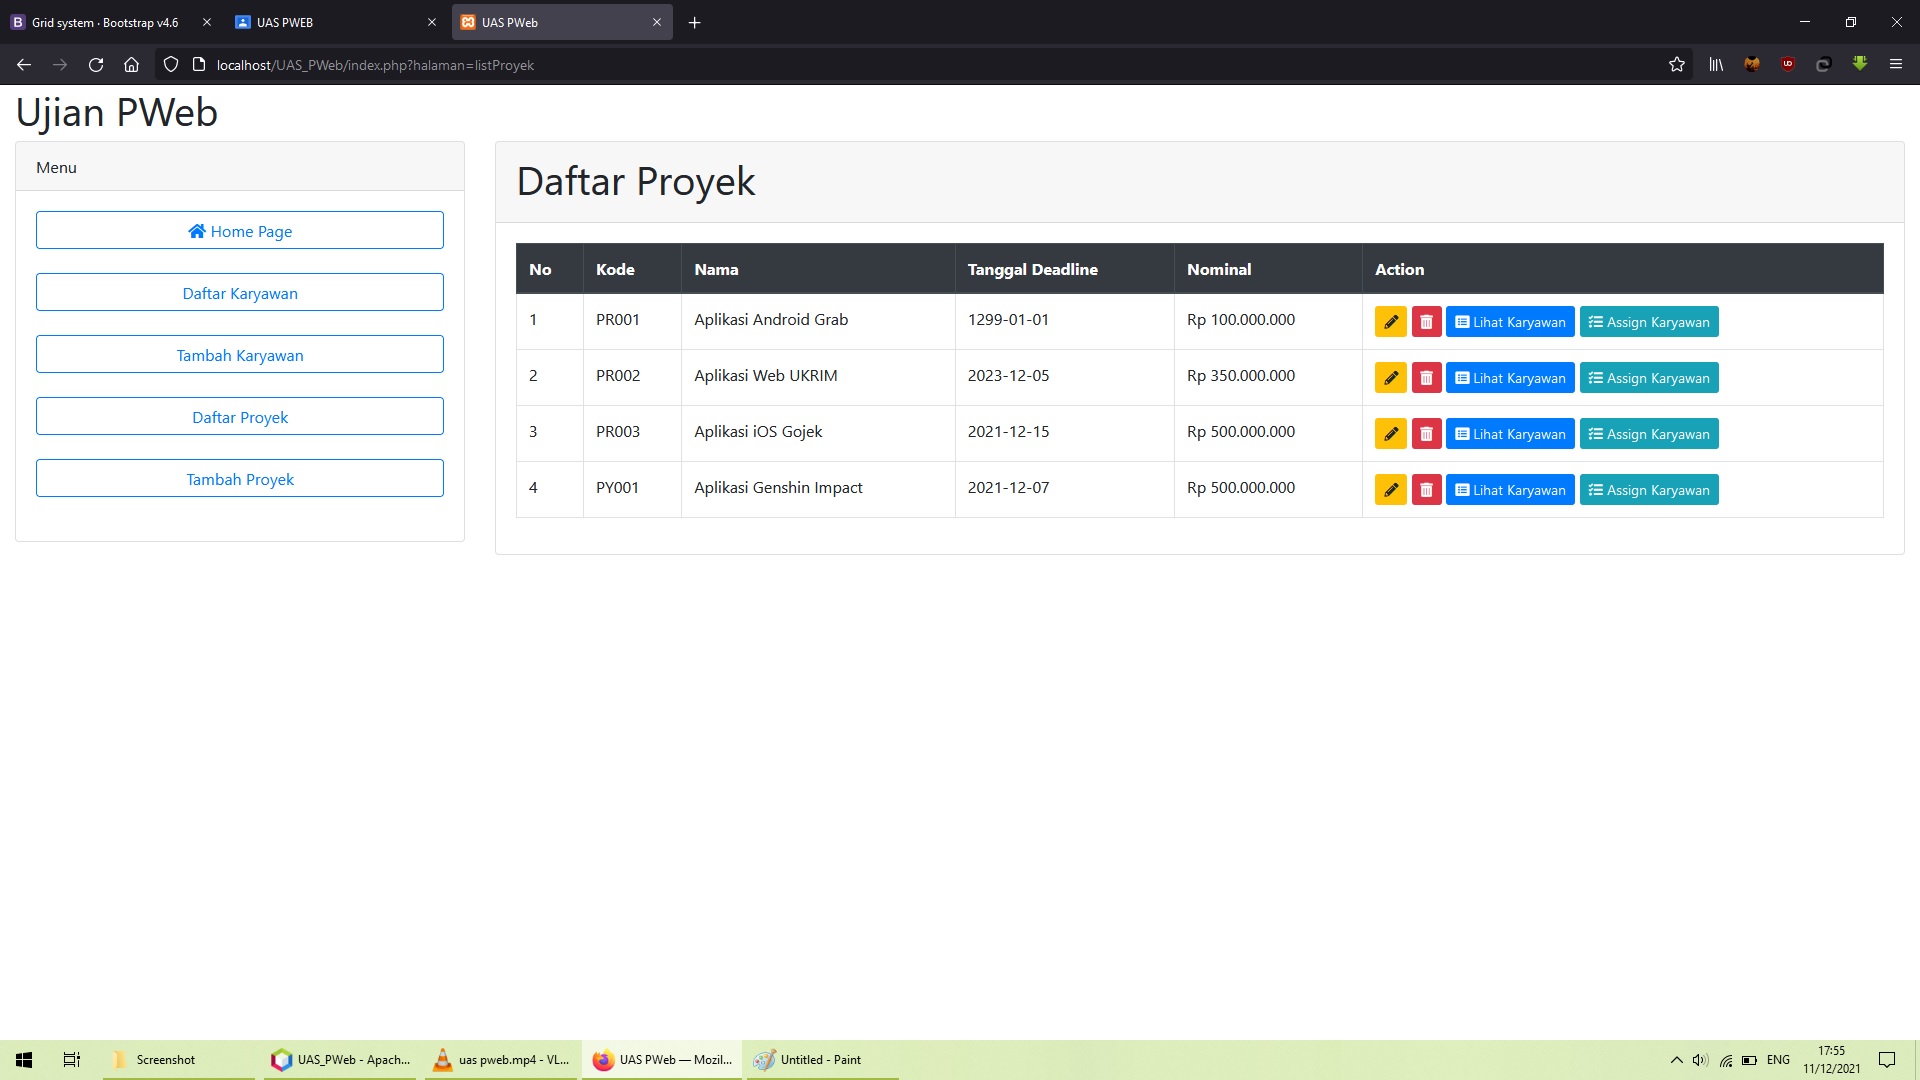 Grid system · Bootstrap v4.6
UAS PWEB
UAS PWeb
localhost/UAS_PWeb/index.php?halaman=listProyek
Ujian PWeb
Menu
Home Page
Daftar Karyawan
Tambah Karyawan
Daftar Proyek
Tambah Proyek
Daftar Proyek
No Kode Nama Tanggal Deadline Nominal Action
1 PR001 Aplikasi Android Grab 1299-01-01 Rp 100.000.000 Lihat Karyawan Assign Karyawan
2 PR002 Aplikasi Web UKRIM 2023-12-05 Rp 350.000.000 Lihat Karyawan Assign Karyawan
3 PR003 Aplikasi iOS Gojek 2021-12-15 Rp 500.000.000 Lihat Karyawan Assign Karyawan
4 PY001 Aplikasi Genshin Impact 2021-12-07 Rp 500.000.000 Lihat Karyawan Assign Karyawan
Screenshot
UAS_PWeb - Apach...
uas pweb.mp4 - VL...
UAS PWeb — Mozil...
Untitled - Paint
ENG
17:55
11/12/2021